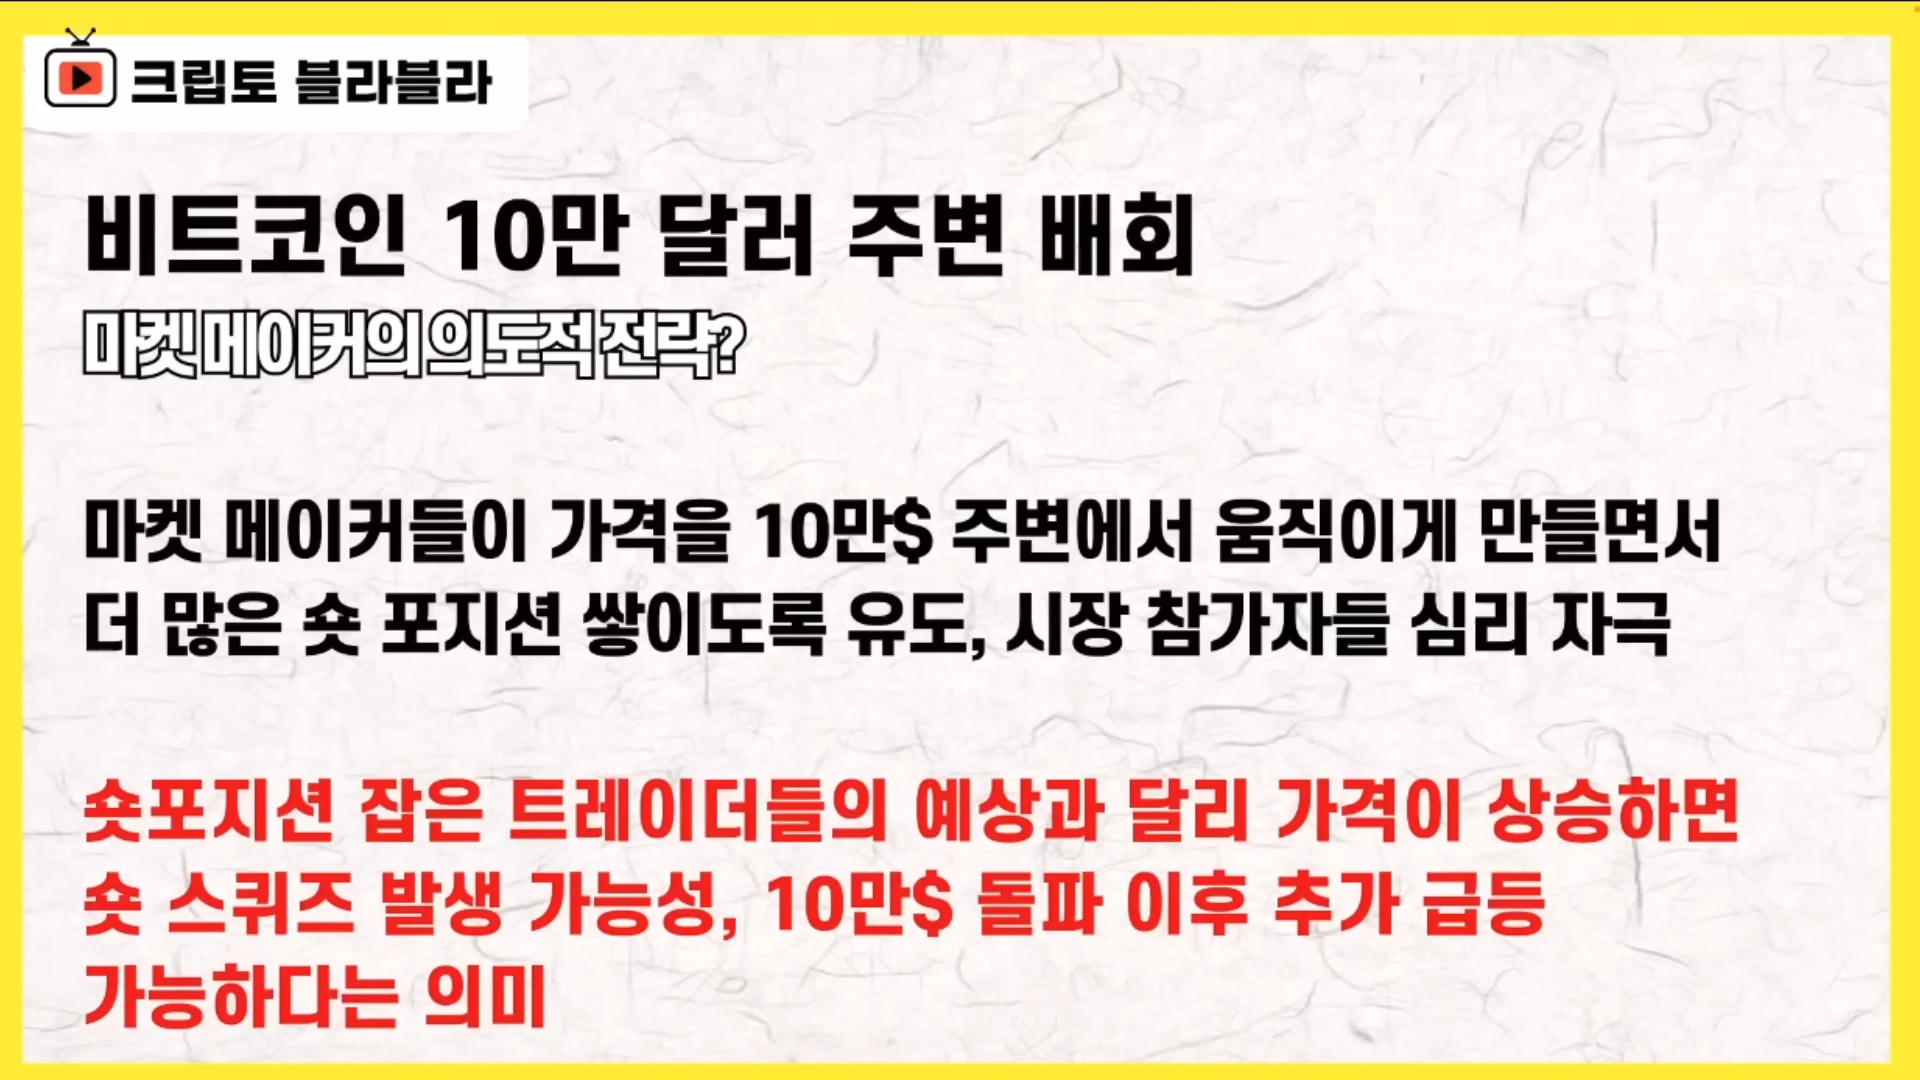 크립토 블라블라
비트코인 10만 달러 주변 배회
마켓 메이커의 의도적 전략?
마켓 메이커들이 가격을 10만$ 주변에서 움직이게 만들면서
더 많은 숏 포지션 쌓이도록 유도, 시장 참가자들 심리 자극
숏포지션 잡은 트레이더들의 예상과 달리 가격이 상승하면
숏 스퀴즈 발생 가능성, 10만$ 돌파 이후 추가 급등
가능하다는 의미